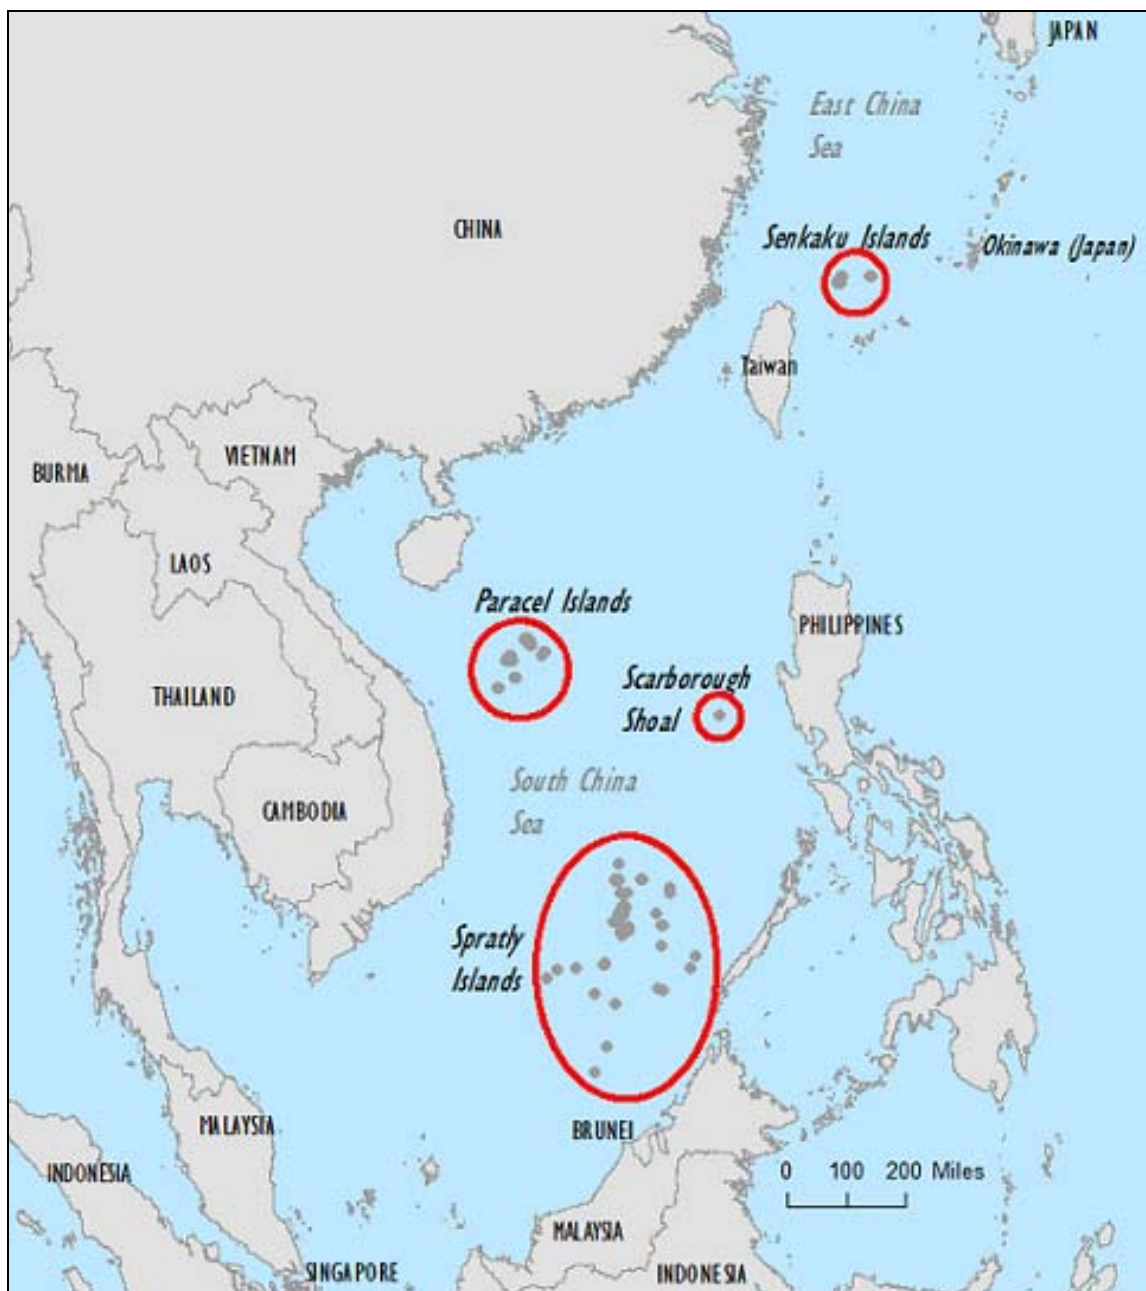 JAPAN
East China
Sea
CHINA
Senkaku Islands
Okinawa (Japan)
Taiwan
VIETNAM
BURMA
LAOS
Paracel Islands
PHILIPPINES
Scarborough
Shoal
THAILAND
South China
Sea
CAMBODIA
Spratly
Islands
MALAYSIA
BRUNEI
INDONESIA
0 100 200 Miles
MALAYSIA
SINGAPORE
INDONESIA